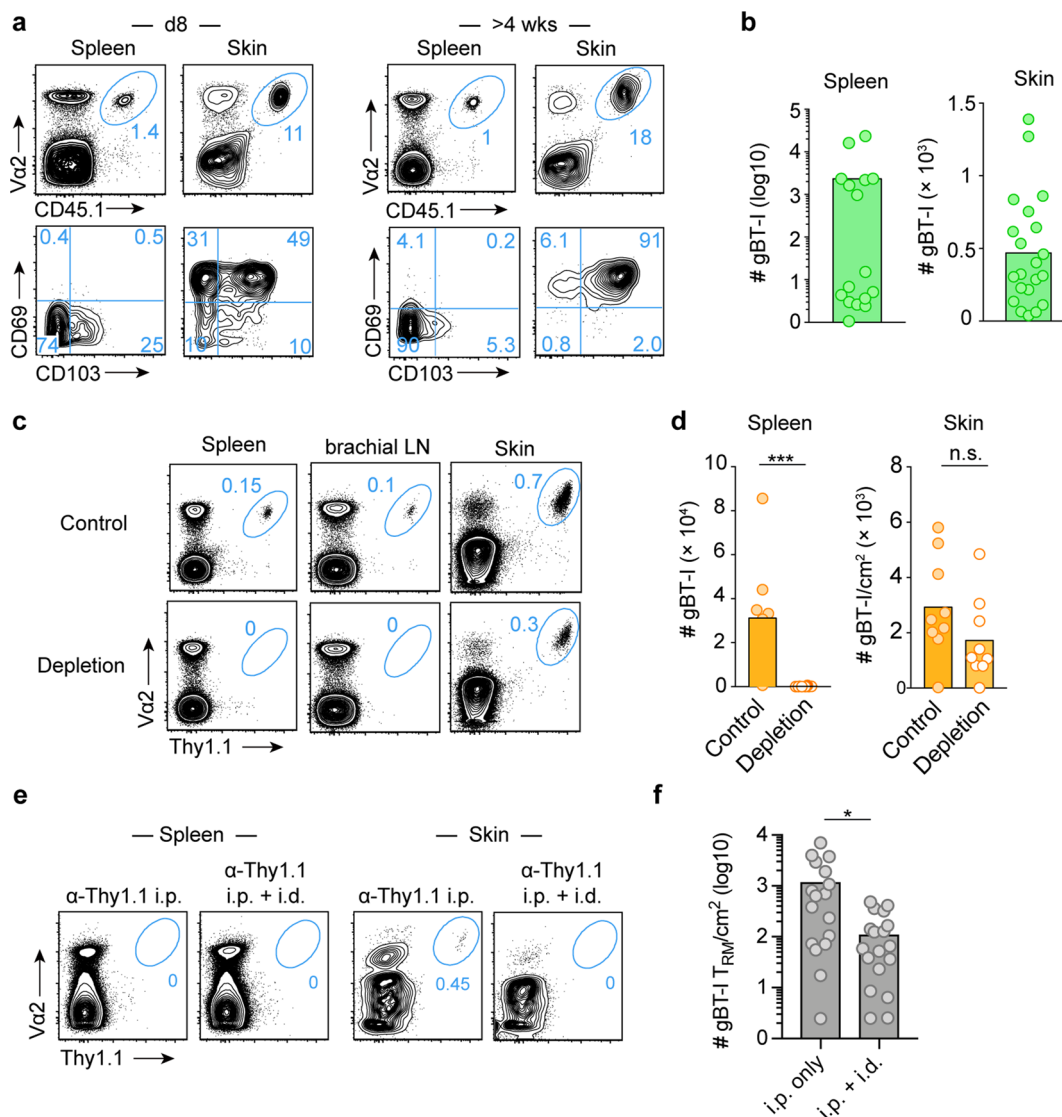 a
— d8 —
— >4 wks —
Spleen
Skin
Spleen
Skin
1.4
11
1
18
Vα2
Vα2
CD45.1
CD45.1
0.4
0.5
31
49
4.1
0.2
6.1
91
74
25
10
90
5.3
0.8
2.0
CD69
CD69
CD103
CD103
b
Spleen
Skin
# gBT-I (log10)
5
4
3
2
1
0
# gBT-I (× 10³)
1.5
1
0.5
0
c
Spleen
brachial LN
Skin
Control
0.15
0.1
0.7
Depletion
0
0
0.3
Vα2
Thy1.1
d
Spleen
Skin
***
n.s.
# gBT-I (× 10⁴)
10
8
6
4
2
0
Control
Depletion
# gBT-I/cm² (× 10³)
8
6
4
2
0
Control
Depletion
e
— Spleen —
— Skin —
α-Thy1.1 i.p.
α-Thy1.1
i.p. + i.d.
α-Thy1.1 i.p.
α-Thy1.1
i.p. + i.d.
0
0
0.45
0
Vα2
Thy1.1
f
*
# gBT-I T_RM/cm² (log10)
4
3
2
1
0
i.p. only
i.p. + i.d.